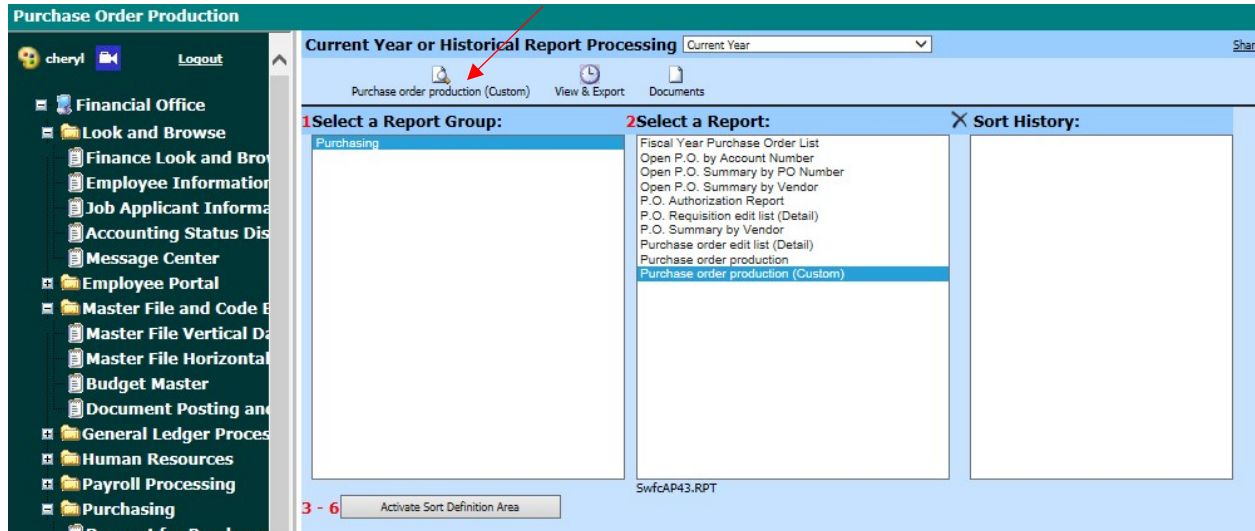 Purchase Order Production
cheryl
Logout
Financial Office
Look and Browse
Finance Look and Brow
Employee Information
Job Applicant Informa
Accounting Status Dis
Message Center
Employee Portal
Master File and Code E
Master File Vertical Da
Master File Horizontal
Budget Master
Document Posting and
General Ledger Proces
Human Resources
Payroll Processing
Purchasing
Current Year or Historical Report Processing Current Year
Shar
Purchase order production (Custom) View & Export Documents
1Select a Report Group:
Purchasing
2Select a Report:
Fiscal Year Purchase Order List
Open P.O. by Account Number
Open P.O. Summary by PO Number
Open P.O. Summary by Vendor
P.O. Authorization Report
P.O. Requisition edit list (Detail)
P.O. Summary by Vendor
Purchase order edit list (Detail)
Purchase order production
Purchase order production (Custom)
Sort History:
SwfcAP43.RPT
3 - 6 Activate Sort Definition Area